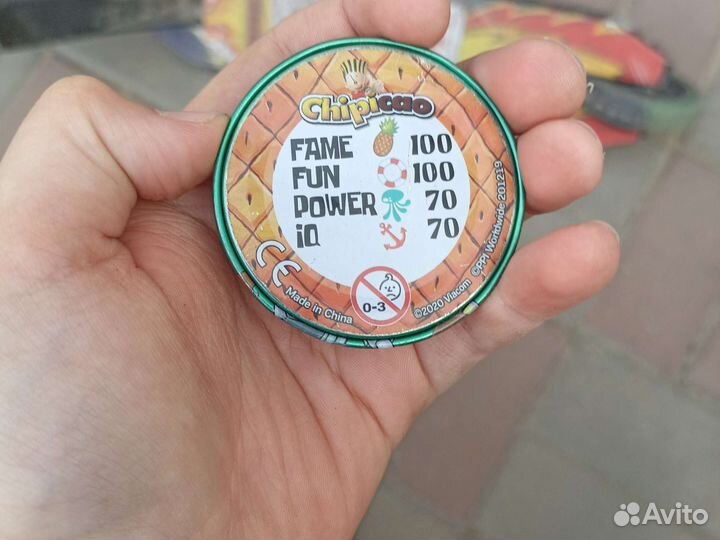 Chipicao
FAME 100
FUN 100
POWER 70
iQ 70
CE
Made in China
0-3
©2020 Viacom ©PPI Worldwide 201219
Avito